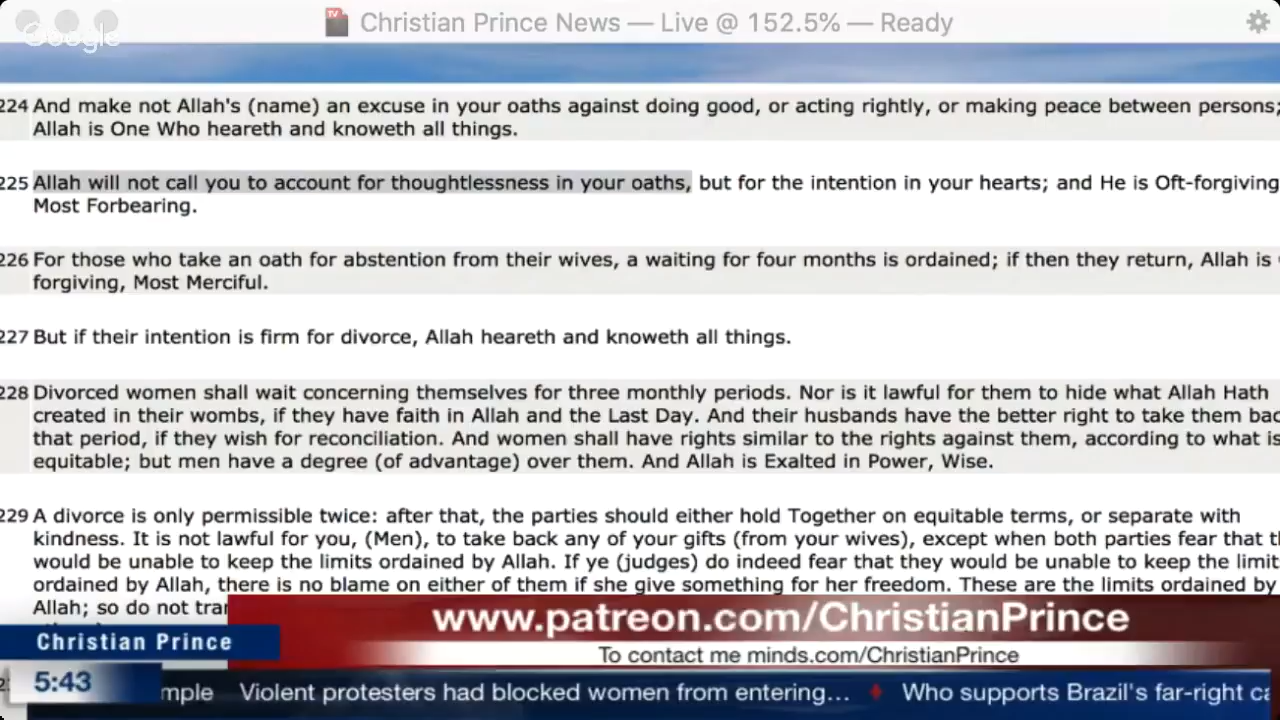 Christian Prince News — Live @ 152.5% — Ready
Google
TV
224 And make not Allah's (name) an excuse in your oaths against doing good, or acting rightly, or making peace between persons;
Allah is One Who heareth and knoweth all things.
225 Allah will not call you to account for thoughtlessness in your oaths, but for the intention in your hearts; and He is Oft-forgiving
Most Forbearing.
226 For those who take an oath for abstention from their wives, a waiting for four months is ordained; if then they return, Allah is
forgiving, Most Merciful.
227 But if their intention is firm for divorce, Allah heareth and knoweth all things.
228 Divorced women shall wait concerning themselves for three monthly periods. Nor is it lawful for them to hide what Allah Hath
created in their wombs, if they have faith in Allah and the Last Day. And their husbands have the better right to take them
that period, if they wish for reconciliation. And women shall have rights similar to the rights against them, according to what is
equitable; but men have a degree (of advantage) over them. And Allah is Exalted in Power, Wise.
229 A divorce is only permissible twice: after that, the parties should either hold Together on equitable terms, or separate with
kindness. It is not lawful for you, (Men), to take back any of your gifts (from your wives), except when both parties fear that
would be unable to keep the limits ordained by Allah. If ye (judges) do indeed fear that they would be unable to keep the
ordained by Allah, there is no blame on either of them if she give something for her freedom. These are the limits ordained by
Allah; so do not
www.patreon.com/ChristianPrince
Christian Prince
To contact me minds.com/ChristianPrince
5:43
mple Violent protesters had blocked women from entering... ♦ Who supports Brazil's far-right